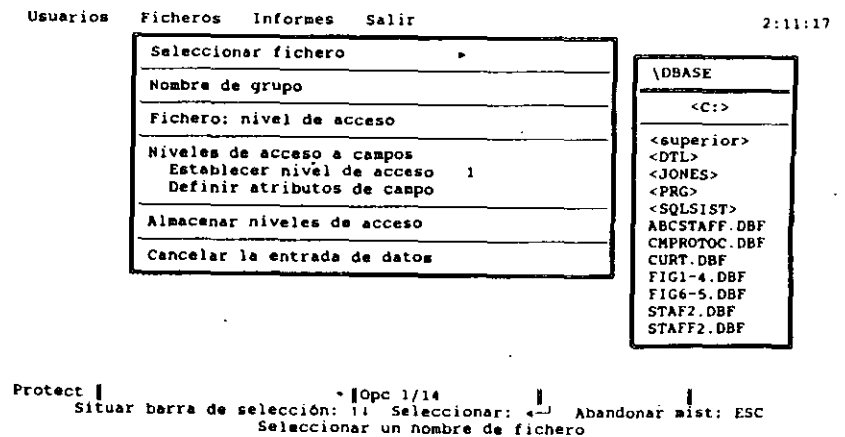 Usuarios Ficheros Informes Salir 2:11:17
Seleccionar fichero ►
Nombre de grupo
Fichero: nivel de acceso
Niveles de acceso a campos
Establecer nivel de acceso 1
Definir atributos de campo
Almacenar niveles de acceso
Cancelar la entrada de datos
\DBASE
<C:>
<superior>
<DTL>
<JONES>
<PRG>
<SQLSIST>
ABCSTAFF.DBF
CMPROTOC.DBF
CURT.DBF
FIG1-4.DBF
FIG6-5.DBF
STAF2.DBF
STAFF2.DBF
Protect Opc 1/14
Situar barra de selección: ↑↓ Seleccionar: ◄─┘ Abandonar mist: ESC
Seleccionar un nombre de fichero